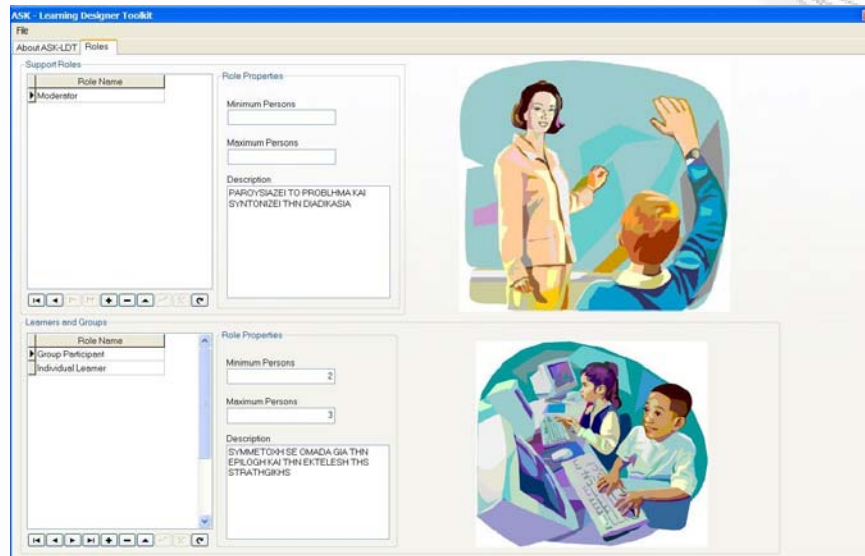 ASK - Learning Designer Toolkit
File
About ASK-LDT Roles
Support Roles
Role Name
Moderator
Role Properties
Minimum Persons
Maximum Persons
Description
PAROYSIAZEI TO PROBLHMA KAI
SYNTONIZEI THN DIADIKASIA
Learners and Groups
Role Name
Group Participant
Individual Learner
Role Properties
Minimum Persons
2
Maximum Persons
3
Description
SYMMETOXH SE OMADA GIA THN
EPILOGH KAI THN EKTELESH THS
STRATHGIKHS